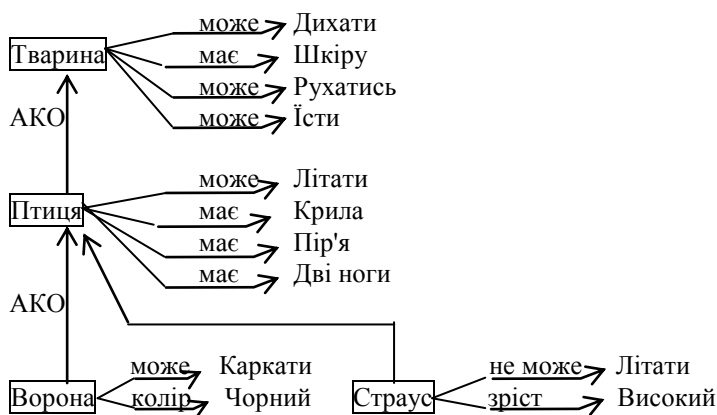 може Дихати
Тварина має Шкіру
може Рухатись
АКО може Їсти
може Літати
Птиця має Крила
має Пір'я
має Дві ноги
АКО
може Каркати не може Літати
Ворона колір Чорний Страус зріст Високий